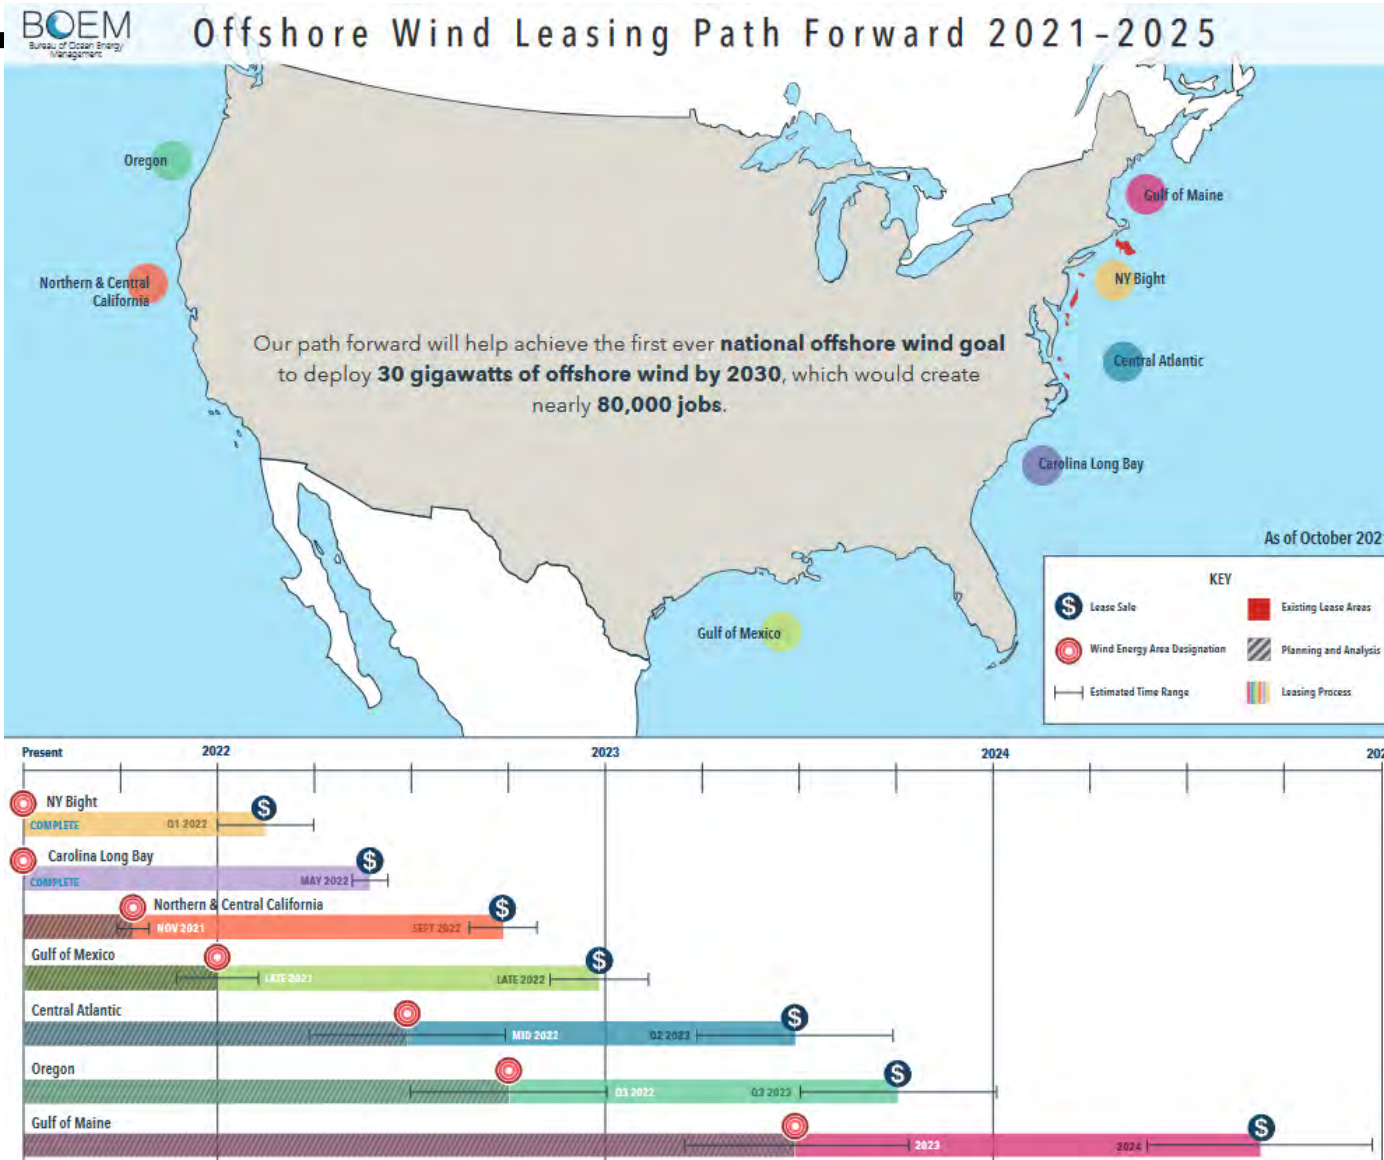 BOEM
Bureau of Ocean Energy
Management
Offshore Wind Leasing Path Forward 2021-2025
Oregon
Gulf of Maine
Northern & Central
California
NY Bight
Our path forward will help achieve the first ever national offshore wind goal
to deploy 30 gigawatts of offshore wind by 2030, which would create
nearly 80,000 jobs.
Central Atlantic
Carolina Long Bay
Gulf of Mexico
As of October 202
KEY
$ Lease Sale
Existing Lease Areas
Wind Energy Area Designation
Planning and Analysis
Estimated Time Range
Leasing Process
Present 2022 2023 2024 202
NY Bight $
COMPLETE Q1 2022
Carolina Long Bay $
COMPLETE MAY 2022
Northern & Central California $
NOV 2021 SEPT 2022
Gulf of Mexico $
LATE 2021 LATE 2022
Central Atlantic $
MID 2022 Q2 2023
Oregon $
Q3 2022 Q3 2023
Gulf of Maine $
2023 2024